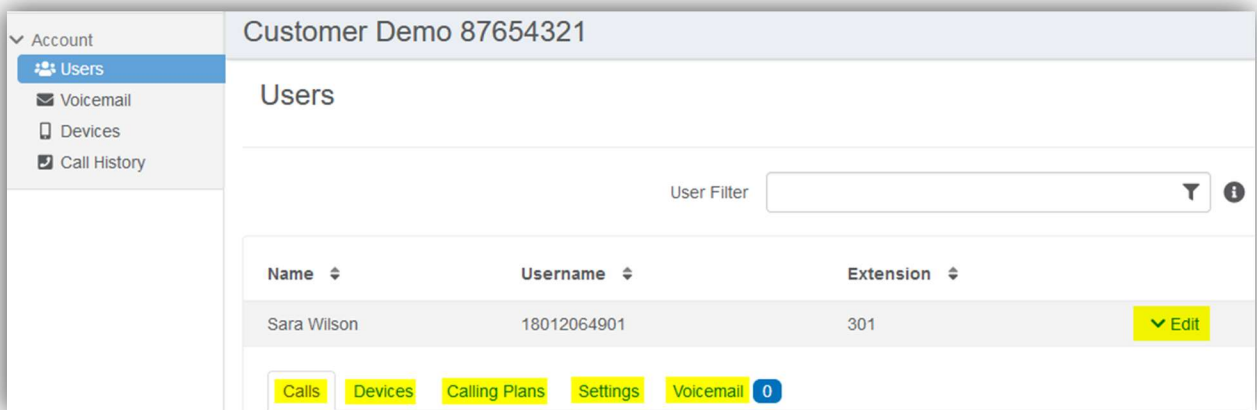 Customer Demo 87654321
Account
Users
Voicemail
Devices
Call History
Users
User Filter
Name Username Extension
Sara Wilson 18012064901 301 Edit
Calls Devices Calling Plans Settings Voicemail 0